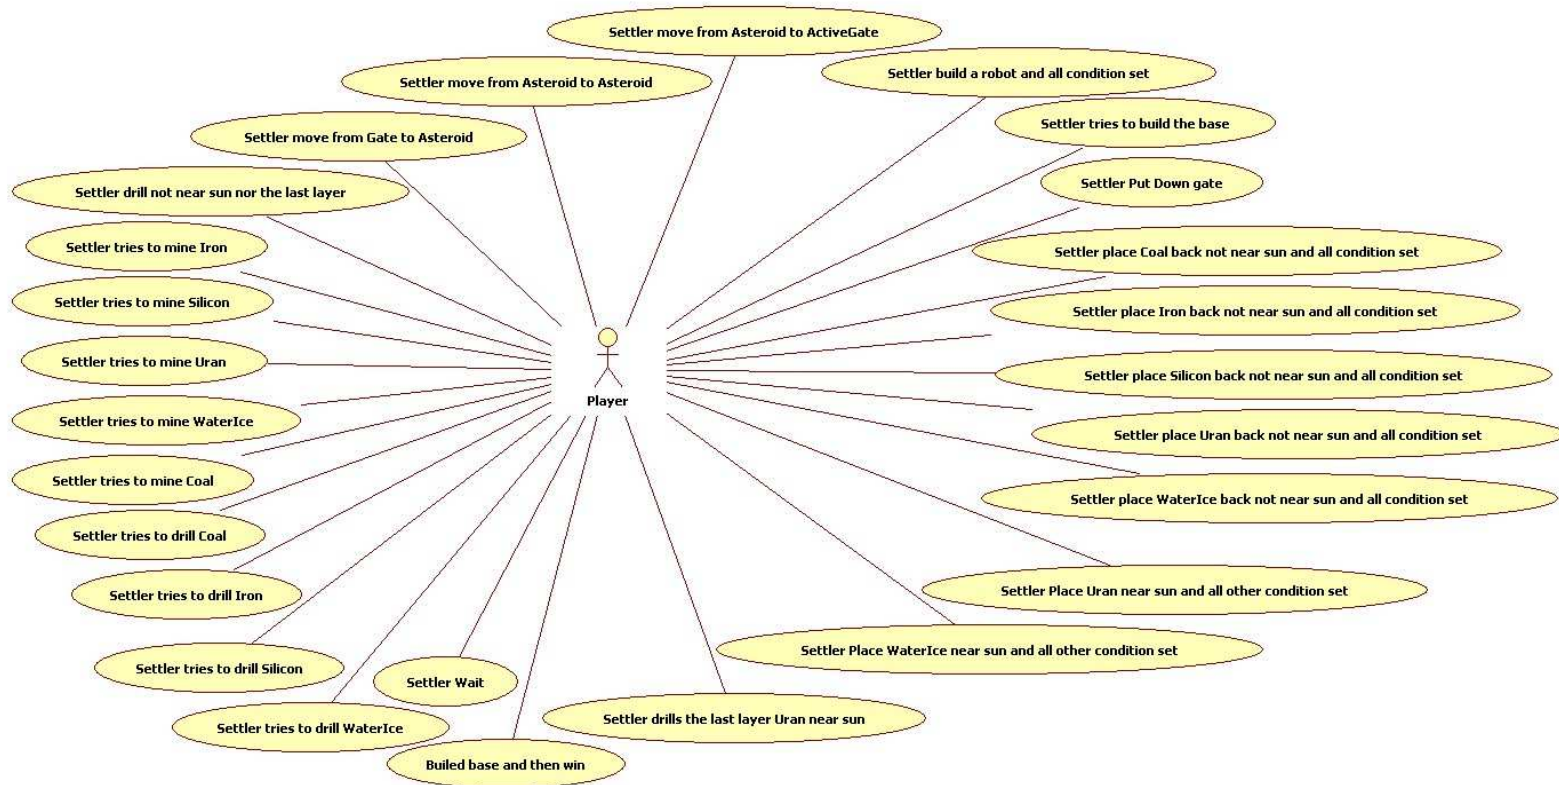 Settler move from Asteroid to ActiveGate
Settler move from Asteroid to Asteroid
Settler build a robot and all condition set
Settler move from Gate to Asteroid
Settler tries to build the base
Settler drill not near sun nor the last layer
Settler Put Down gate
Settler tries to mine Iron
Settler place Coal back not near sun and all condition set
Settler tries to mine Silicon
Settler place Iron back not near sun and all condition set
Settler tries to mine Uran
Settler place Silicon back not near sun and all condition set
Player
Settler tries to mine WaterIce
Settler place Uran back not near sun and all condition set
Settler tries to mine Coal
Settler place WaterIce back not near sun and all condition set
Settler tries to drill Coal
Settler tries to drill Iron
Settler Place Uran near sun and all other condition set
Settler Place WaterIce near sun and all other condition set
Settler tries to drill Silicon
Settler Wait
Settler drills the last layer Uran near sun
Settler tries to drill WaterIce
Builed base and then win